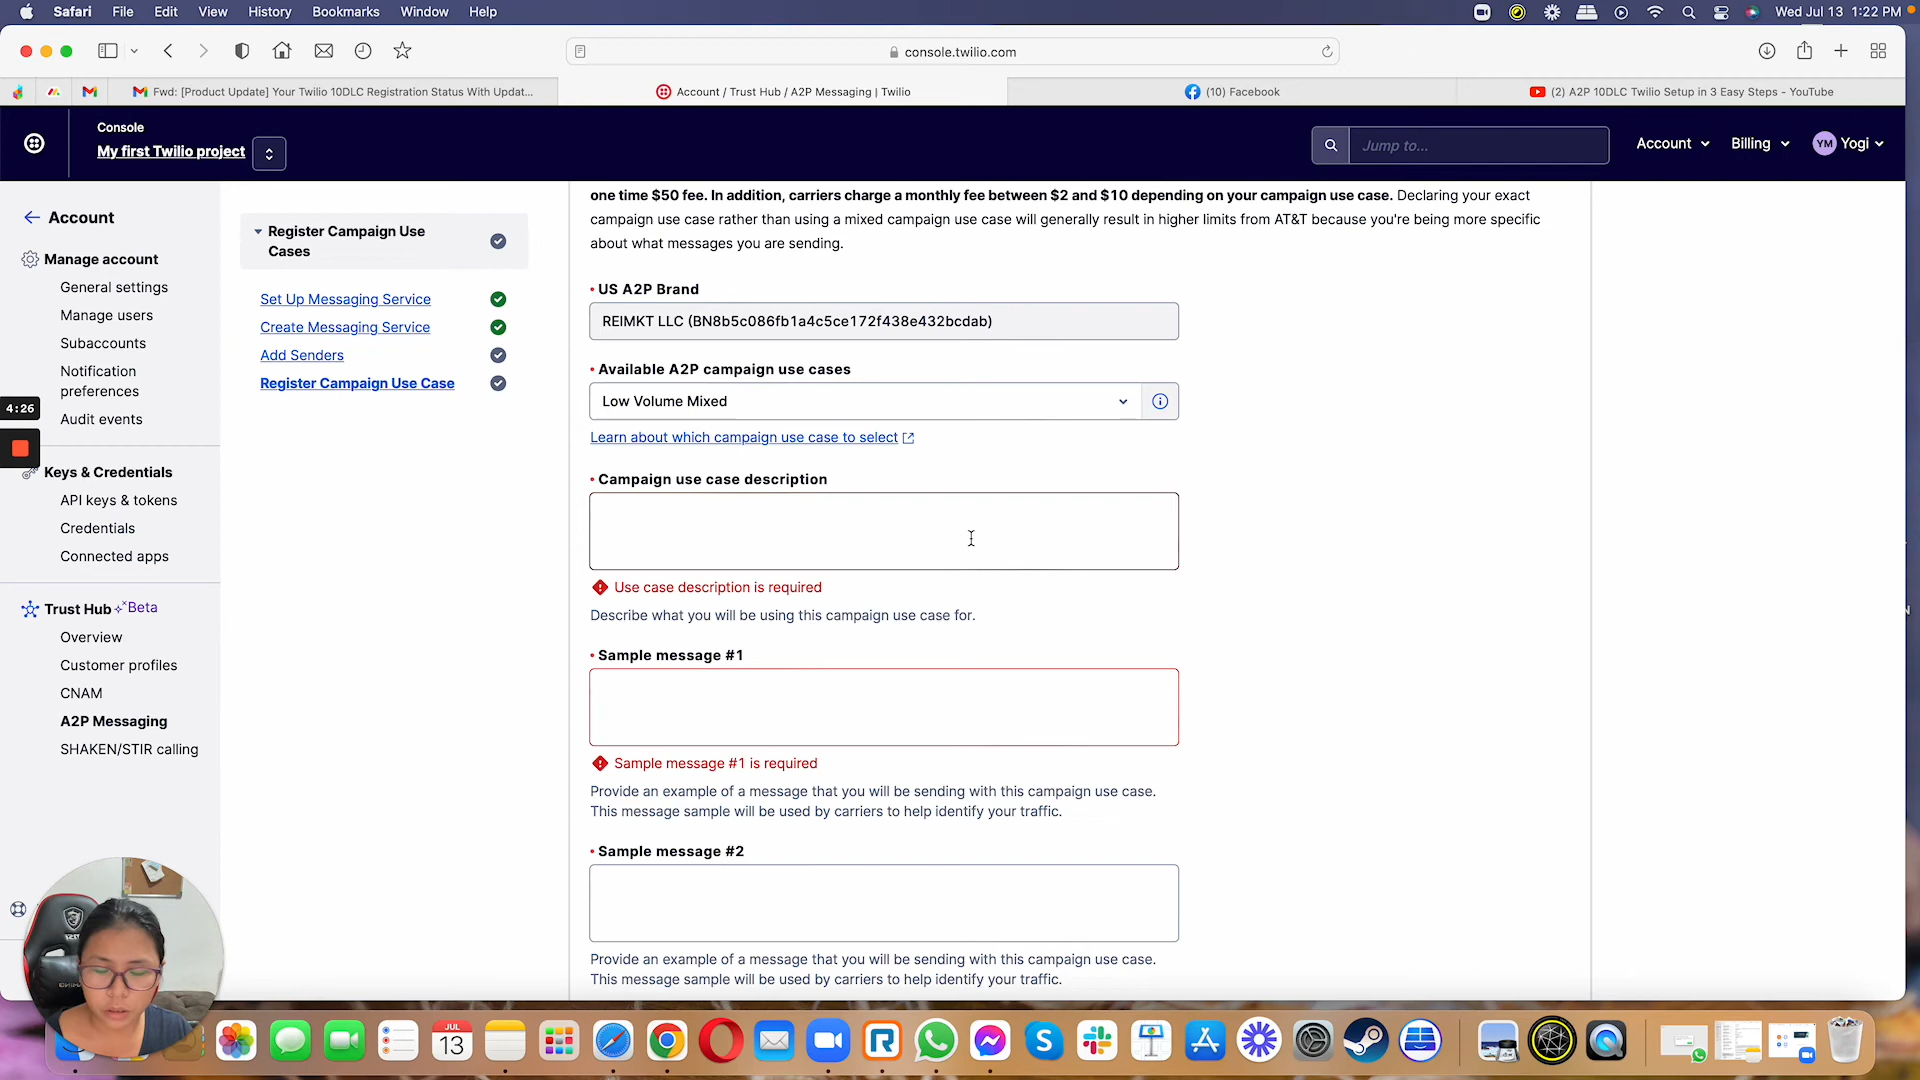 Safari File Edit View History Bookmarks Window Help
Wed Jul 13 1:22 PM
console.twilio.com
Fwd: [Product Update] Your Twilio 10DLC Registration Status With Updat...
Account / Trust Hub / A2P Messaging | Twilio
(10) Facebook
(2) A2P 10DLC Twilio Setup in 3 Easy Steps - YouTube
Console
My first Twilio project
Jump to...
Account
Billing
YM Yogi
Account
Manage account
General settings
Manage users
Subaccounts
Notification
preferences
Audit events
4:26
Keys & Credentials
API keys & tokens
Credentials
Connected apps
Trust Hub Beta
Overview
Customer profiles
CNAM
A2P Messaging
SHAKEN/STIR calling
Register Campaign Use
Cases
Set Up Messaging Service
Create Messaging Service
Add Senders
Register Campaign Use Case
one time $50 fee. In addition, carriers charge a monthly fee between $2 and $10 depending on your campaign use case. Declaring your exact
campaign use case rather than using a mixed campaign use case will generally result in higher limits from AT&T because you're being more specific
about what messages you are sending.
• US A2P Brand
REIMKT LLC (BN8b5c086fb1a4c5ce172f438e432bcdab)
• Available A2P campaign use cases
Low Volume Mixed
Learn about which campaign use case to select
• Campaign use case description
Use case description is required
Describe what you will be using this campaign use case for.
• Sample message #1
Sample message #1 is required
Provide an example of a message that you will be sending with this campaign use case.
This message sample will be used by carriers to help identify your traffic.
• Sample message #2
Provide an example of a message that you will be sending with this campaign use case.
This message sample will be used by carriers to help identify your traffic.
JUL
13